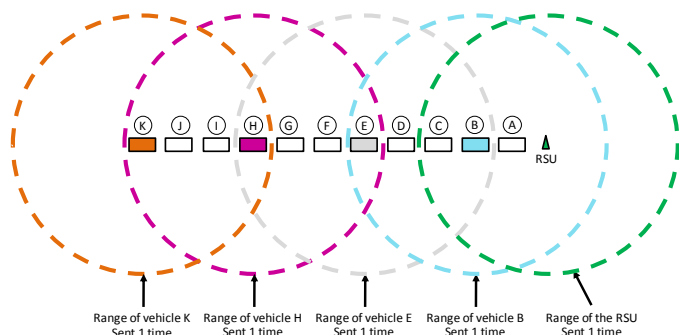 K J I H G F E D C B A
RSU
Range of vehicle K Range of vehicle H Range of vehicle E Range of vehicle B Range of the RSU
Sent 1 time Sent 1 time Sent 1 time Sent 1 time Sent 1 time